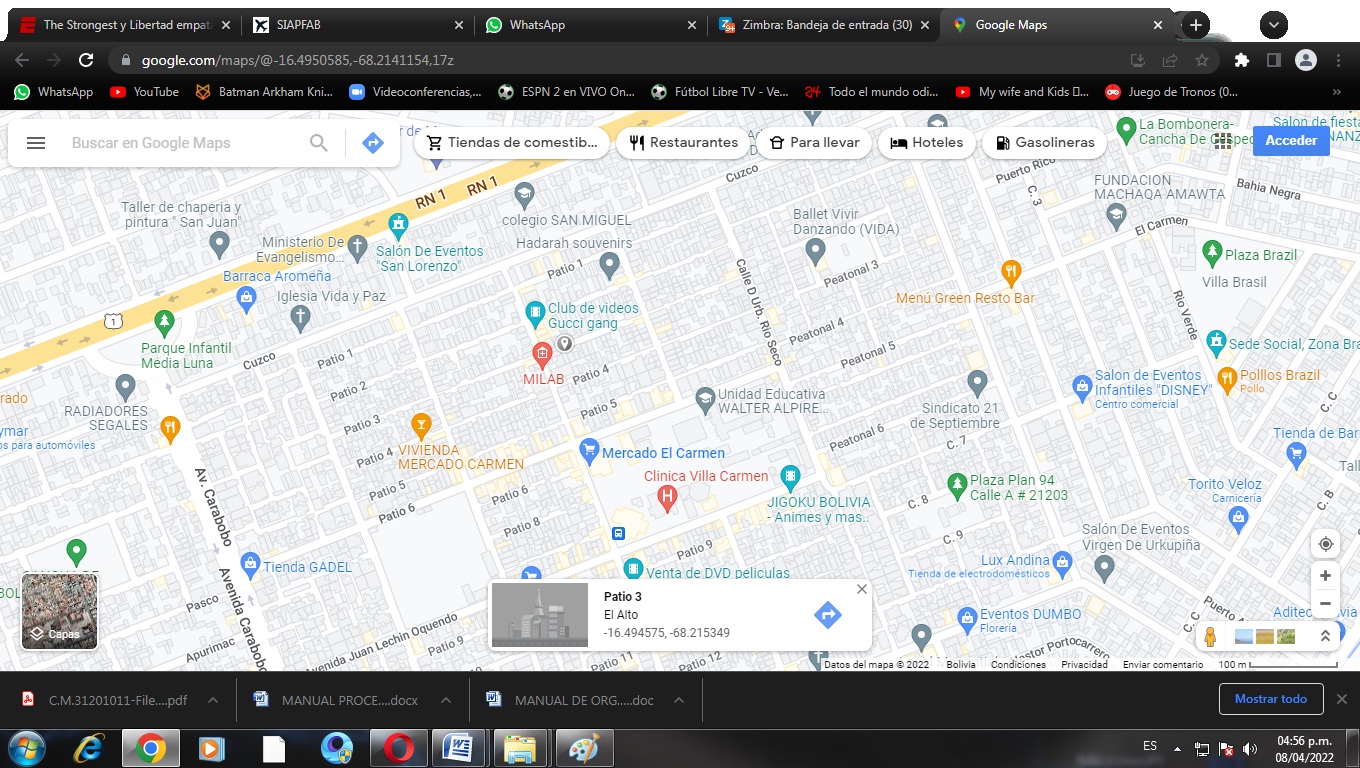 The Strongest y Libertad empat
SIAPFAB
WhatsApp
Zimbra: Bandeja de entrada (30)
Google Maps
google.com/maps/@-16.4950585,-68.2141154,17z
WhatsApp
YouTube
Batman Arkham Kni...
Videoconferencias,...
ESPN 2 en VIVO On...
Fútbol Libre TV - Ve...
Todo el mundo odi...
My wife and Kids
Juego de Tronos (0...
»
Buscar en Google Maps
Tiendas de comestib...
Restaurantes
Para llevar
Hoteles
Gasolineras
Acceder
La Bombonera-
Cancha De
Salon de fiesta
RN 1
RN 1
Cuzco
Puerto Rico
C. 3
FUNDACION
MACHAQA AMAWTA
Bahia Negra
El Carmen
Taller de chaperia y
pintura " San Juan"
colegio SAN MIGUEL
Ballet Vivir
Danzando (VIDA)
Ministerio De
Evangelismo...
Salón De Eventos
"San Lorenzo"
Hadarah souvenirs
Patio 1
Calle D Urb. Rio Seco
Peatonal 3
Plaza Brazil
Villa Brasil
Barraca Aromeña
Iglesia Vida y Paz
Menú Green Resto Bar
Rio Verde
1
Club de videos
Gucci gang
Peatonal 4
Parque Infantil
Media Luna
Cuzco
Patio 1
Peatonal 5
Sede Social, Zona Bra
MILAB
Patio 4
Patio 2
Salon de Eventos
Infantiles "DISNEY"
Centro comercial
Polllos Brazil
Pollo
rado
RADIADORES
SEGALES
Patio 3
Patio 5
Unidad Educativa
WALTER ALPIRE...
Sindicato 21
de Septiembre
C. C
ymar
os para automóviles
VIVIENDA
MERCADO CARMEN
Patio 4
Mercado El Carmen
Peatonal 6
C. 7
Tienda de Bar
Clinica Villa Carmen
Av. Carabobo
Patio 5
Patio 6
Patio 6
Plaza Plan 94
Calle A # 21203
JIGOKU BOLIVIA
- Animes y mas..
Torito Veloz
Carnicería
C. B
C. 8
Patio 8
C. 9
Salón De Eventos
Virgen De Urkupiña
Patio 9
Tienda GADEL
Venta de DVD peliculas
Lux Andina
Tienda de electrodomésticos
Avenida Carabobo
Pasco
Patio 3
El Alto
-16.494575, -68.215349
Eventos DUMBO
Florería
Capas
Avenida Juan Lechin Oquendo
Apurimac
Patio 9
Portocarrero
Datos del mapa © 2022
Bolivia
Condiciones
Privacidad
Enviar comentario
100 m
C.M.31201011-File....pdf
MANUAL PROCE....docx
MANUAL DE ORG.....doc
Mostrar todo
ES
04:56 p.m.
08/04/2022